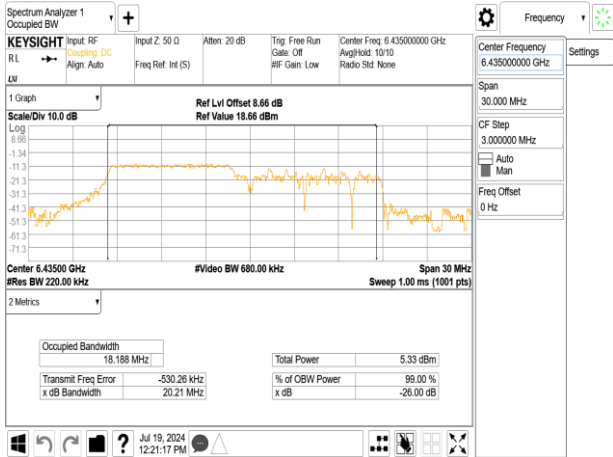 Spectrum Analyzer 1
Occupied BW
Frequency
KEYSIGHT
Input: RF
Coupling: DC
Align: Auto
Input Z: 50 Ω
Freq Ref: Int (S)
Atten: 20 dB
Trig: Free Run
Gate: Off
#IF Gain: Low
Center Freq: 6.435000000 GHz
Avg|Hold: 10/10
Radio Std: None
RL
LXI
Center Frequency
6.435000000 GHz
Settings
Span
30.000 MHz
CF Step
3.000000 MHz
Auto
Man
Freq Offset
0 Hz
1 Graph
Scale/Div 10.0 dB
Ref Lvl Offset 8.66 dB
Ref Value 18.66 dBm
Log
8.66
-1.34
-11.3
-21.3
-31.3
-41.3
-51.3
-61.3
-71.3
Center 6.43500 GHz
#Video BW 680.00 kHz
Span 30 MHz
#Res BW 220.00 kHz
Sweep 1.00 ms (1001 pts)
2 Metrics
Occupied Bandwidth
18.188 MHz
Total Power 5.33 dBm
Transmit Freq Error -530.26 kHz
% of OBW Power 99.00 %
x dB Bandwidth 20.21 MHz
x dB -26.00 dB
?
Jul 19, 2024
12:21:17 PM